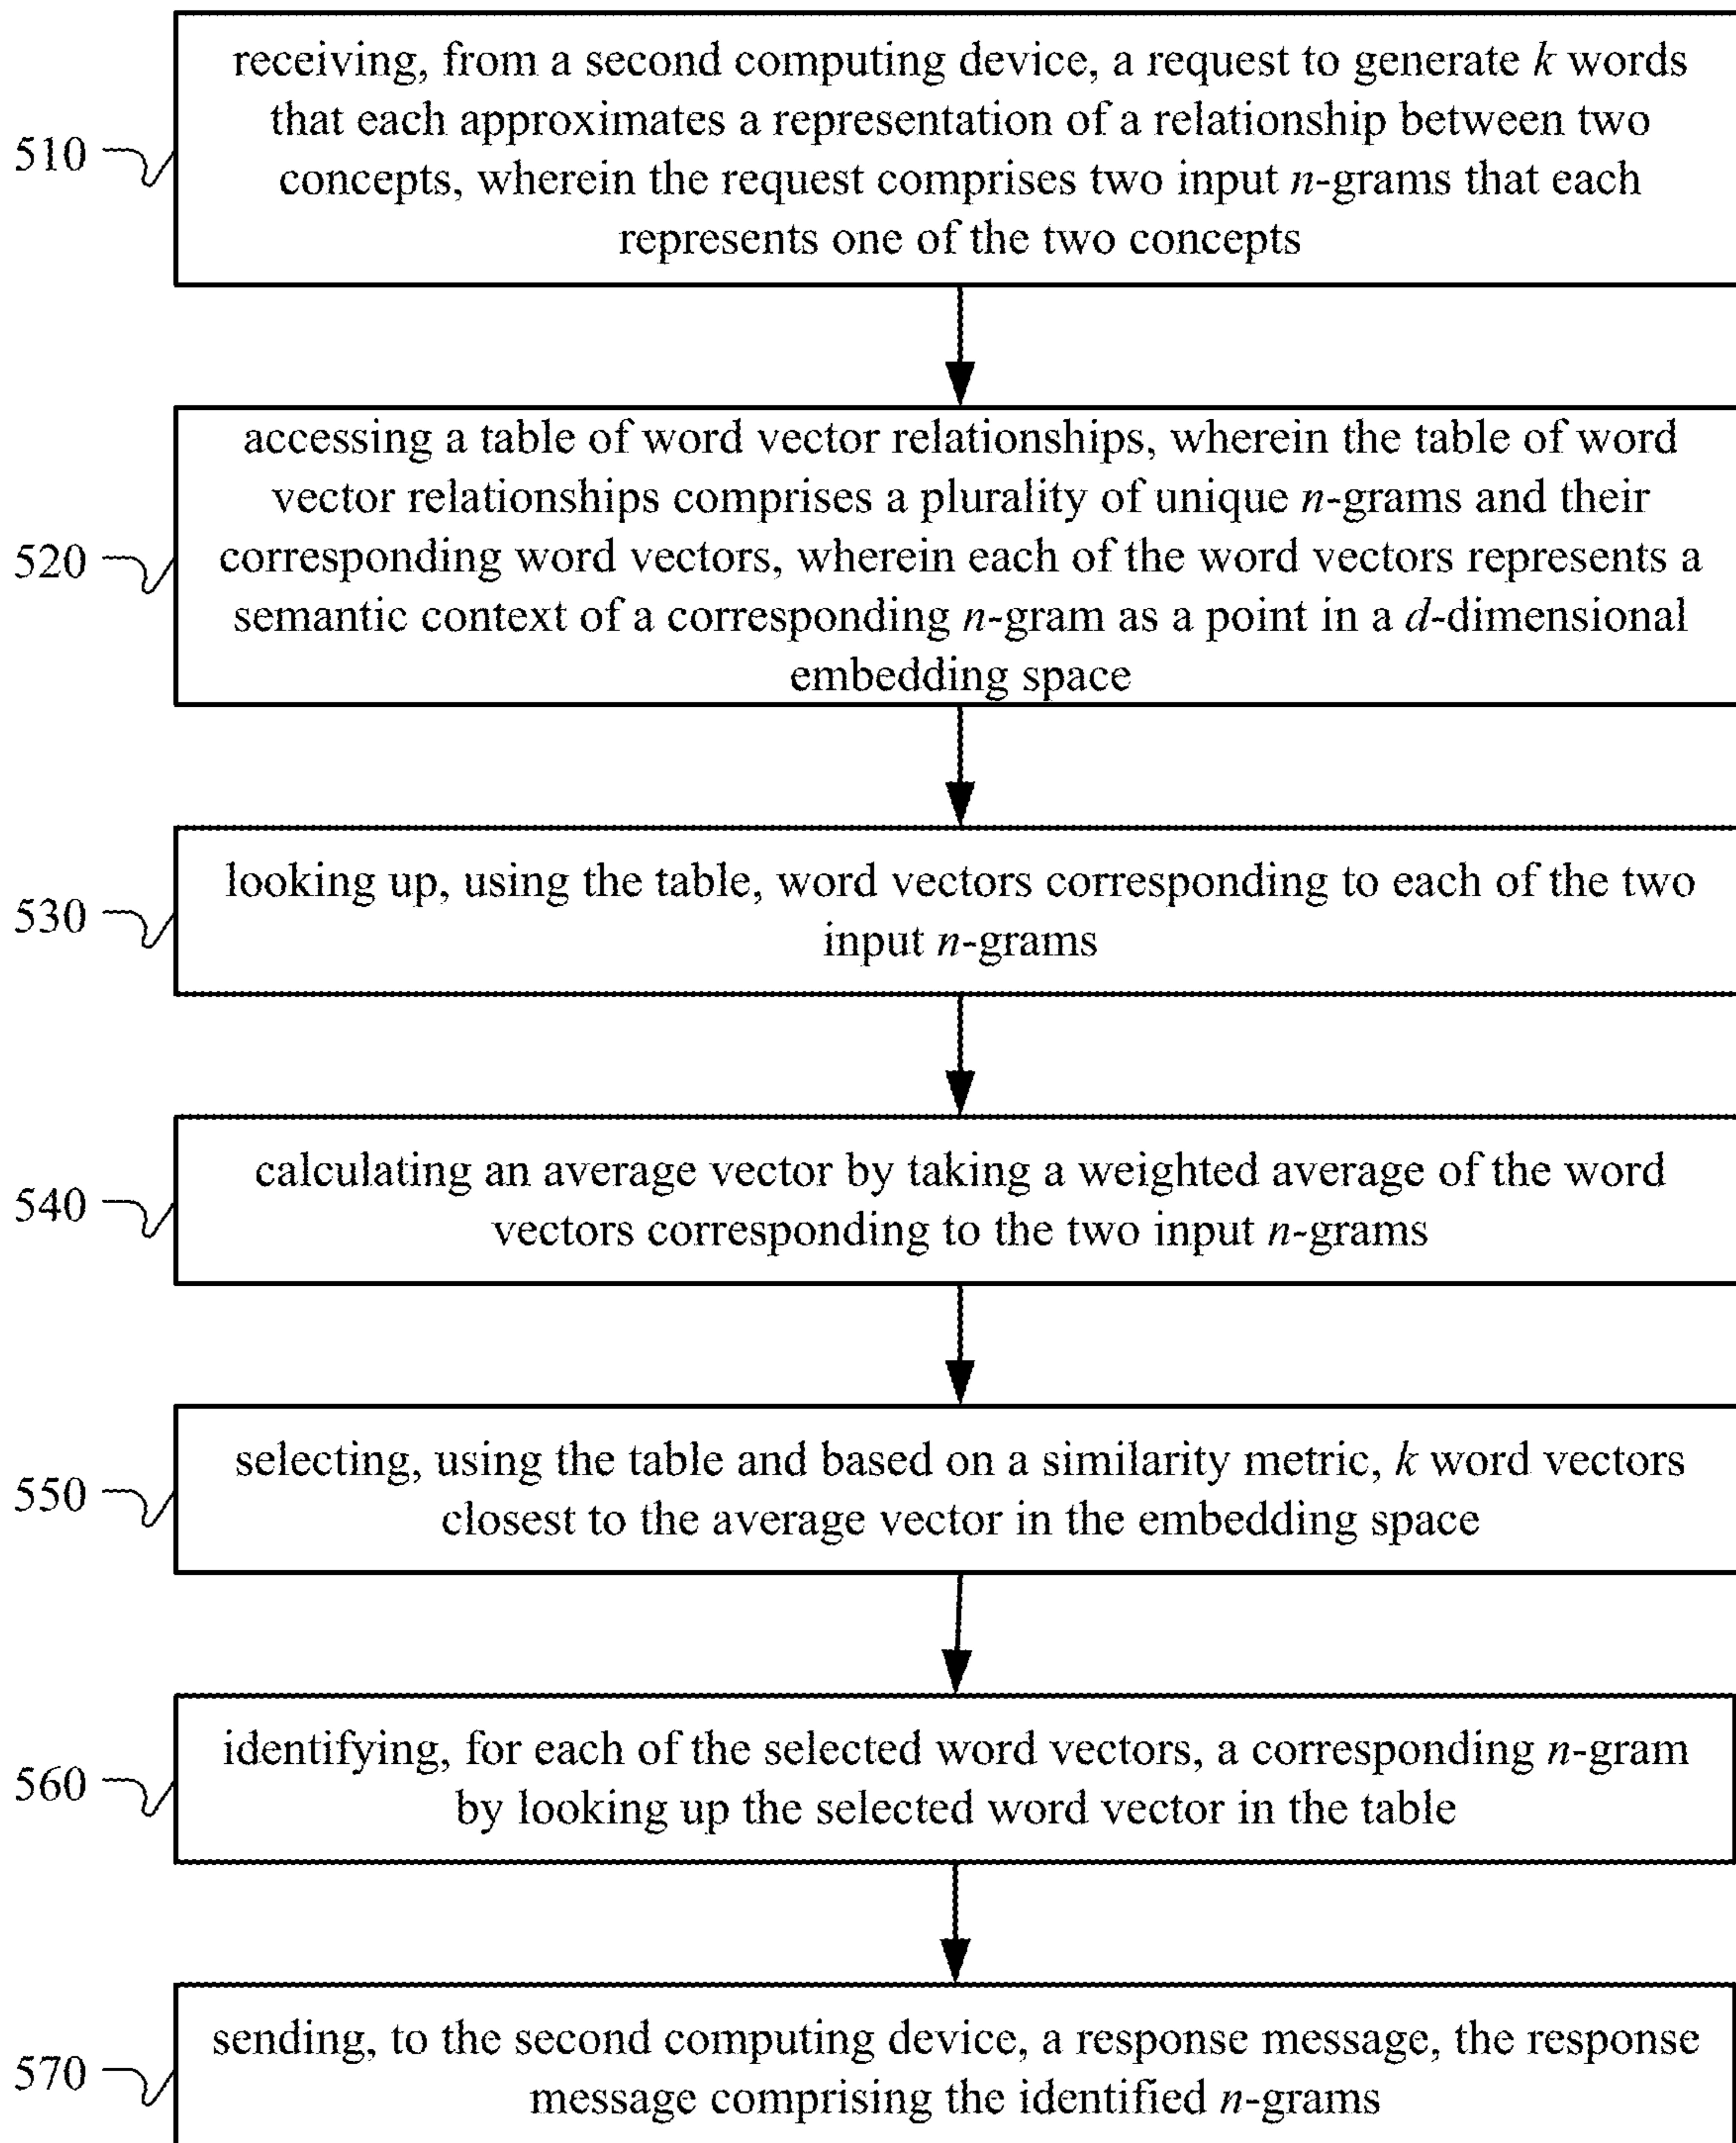 receiving, from a second computing device, a request to generate k words
that each approximates a representation of a relationship between two
510
concepts, wherein the request comprises two input n-grams that each
represents one of the two concepts
accessing a table of word vector relationships, wherein the table of word
vector relationships comprises a plurality of unique n-grams and their
520
corresponding word vectors, wherein each of the word vectors represents a
semantic context of a corresponding n-gram as a point in a d-dimensional
embedding space
looking up, using the table, word vectors corresponding to each of the two
530
input n-grams
calculating an average vector by taking a weighted average of the word
540
vectors corresponding to the two input n-grams
selecting, using the table and based on a similarity metric, k word vectors
550
closest to the average vector in the embedding space
identifying, for each of the selected word vectors, a corresponding n-gram
560
by looking up the selected word vector in the table
sending, to the second computing device, a response message, the response
570
message comprising the identified n-grams